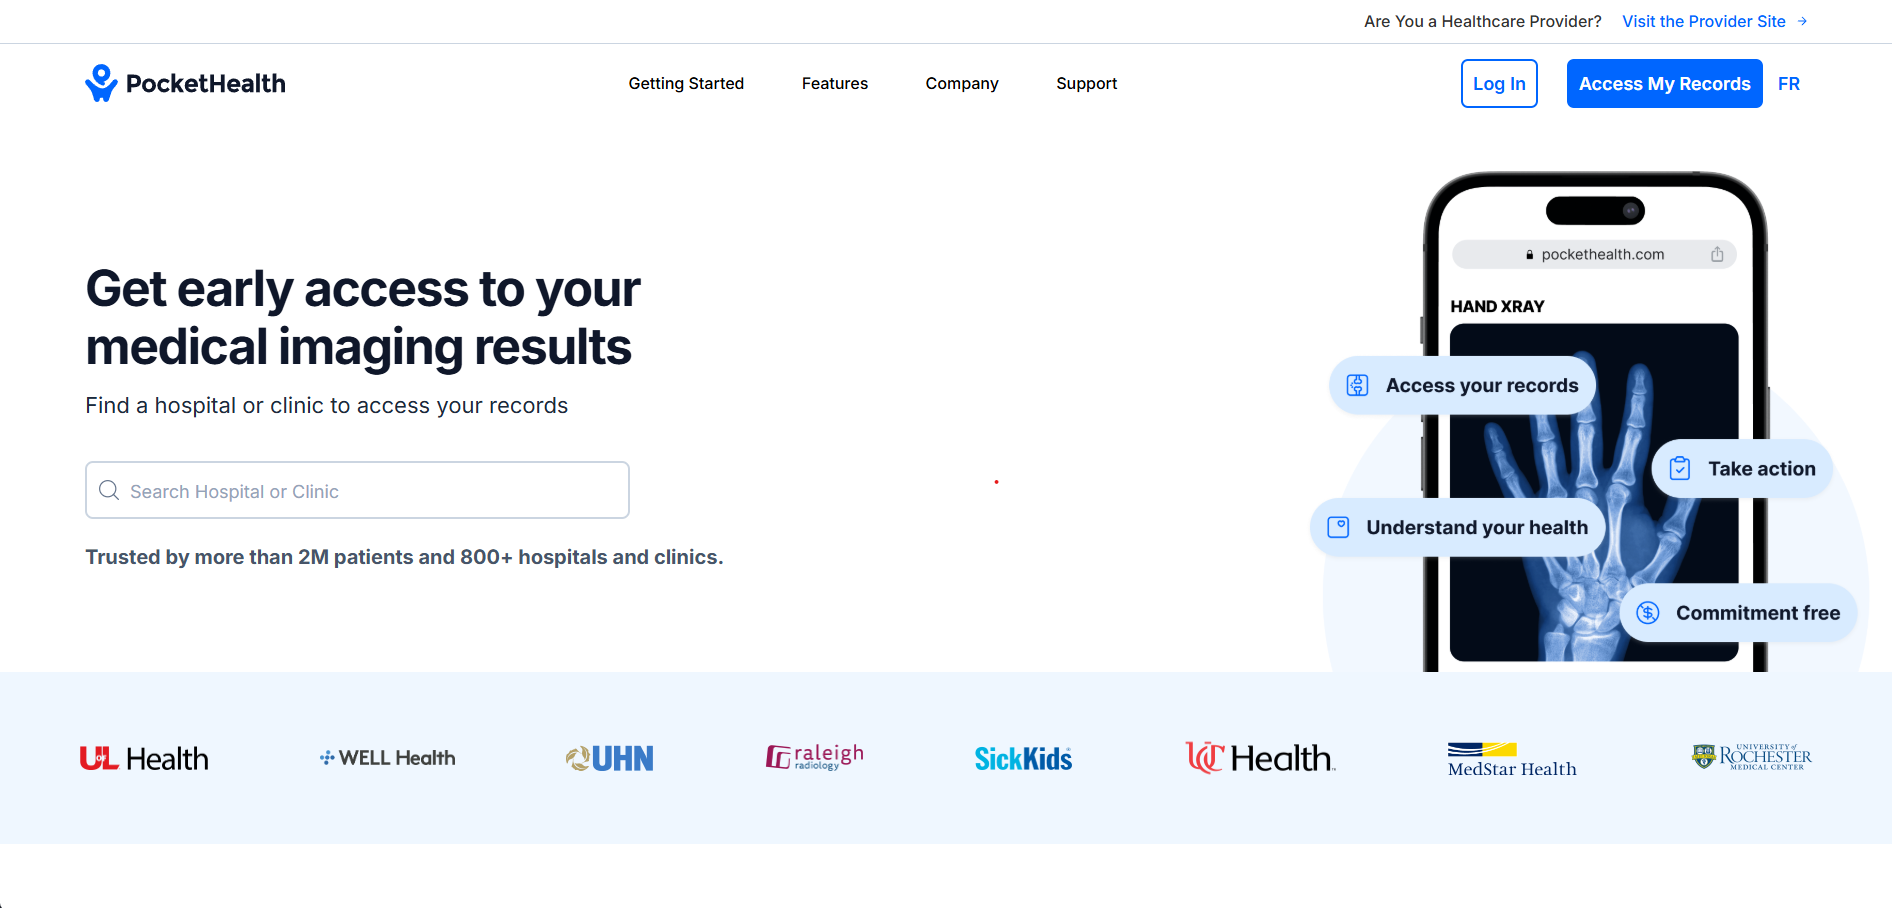 Are You a Healthcare Provider? Visit the Provider Site →
PocketHealth
Getting Started
Features
Company
Support
Log In
Access My Records
FR
Get early access to your
medical imaging results
Find a hospital or clinic to access your records
Search Hospital or Clinic
Trusted by more than 2M patients and 800+ hospitals and clinics.
pockethealth.com
HAND XRAY
Access your records
Take action
Understand your health
Commitment free
UofL Health
WELL Health
UHN
raleigh
radiology
SickKids
UC Health
MedStar Health
UNIVERSITY of
ROCHESTER
MEDICAL CENTER